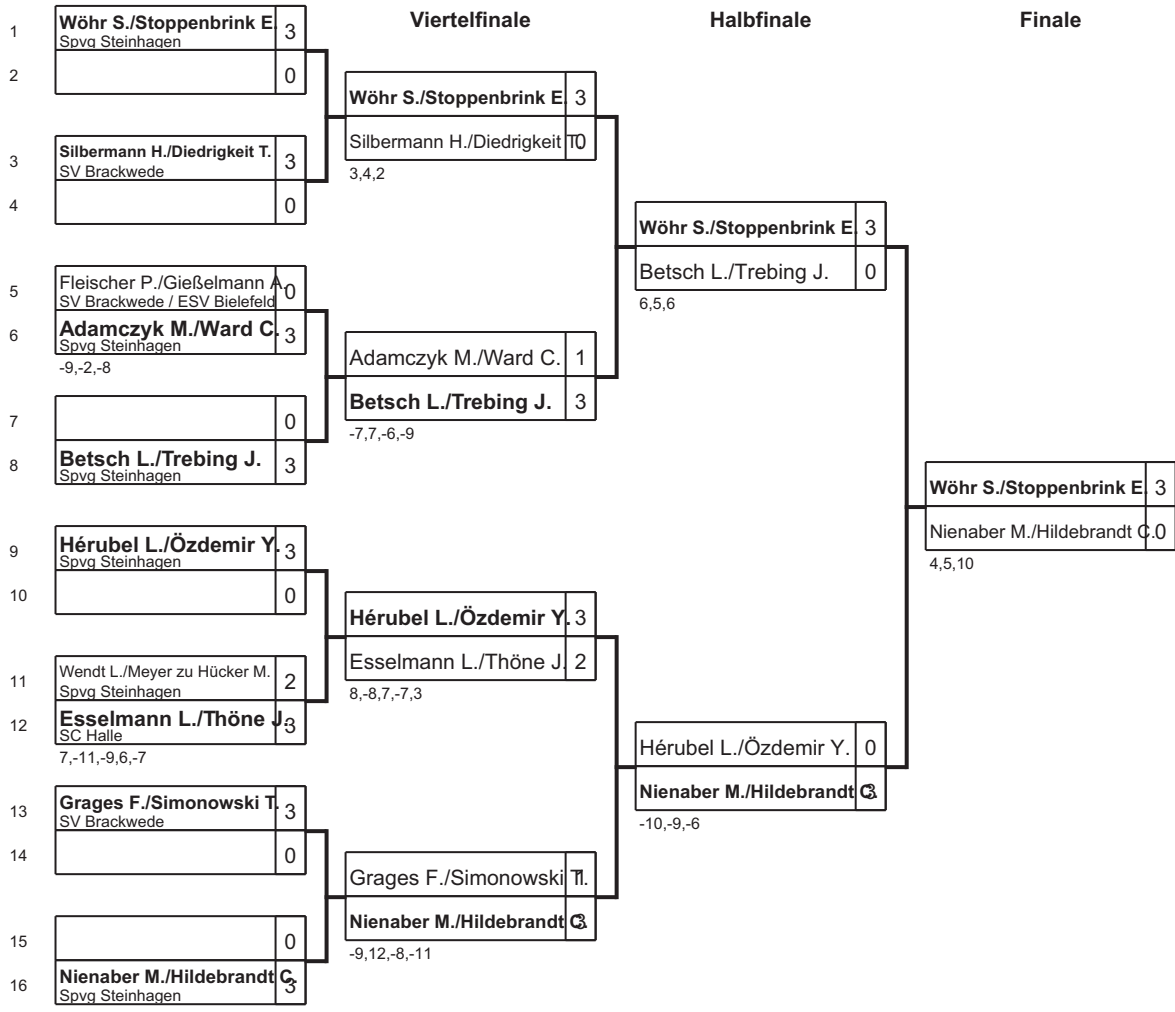 Viertelfinale
Halbfinale
Finale
1
Wöhr S./Stoppenbrink E. 3
Spvg Steinhagen
2
0
3
Silbermann H./Diedrigkeit T. 3
SV Brackwede
4
0
5
Fleischer P./Gießelmann A. 0
SV Brackwede / ESV Bielefeld
6
Adamczyk M./Ward C. 3
Spvg Steinhagen
-9,-2,-8
7
0
8
Betsch L./Trebing J. 3
Spvg Steinhagen
9
Hérubel L./Özdemir Y. 3
Spvg Steinhagen
10
0
11
Wendt L./Meyer zu Hücker M. 2
Spvg Steinhagen
12
Esselmann L./Thöne J. 3
SC Halle
7,-11,-9,6,-7
13
Grages F./Simonowski T. 3
SV Brackwede
14
0
15
0
16
Nienaber M./Hildebrandt C. 3
Spvg Steinhagen
Wöhr S./Stoppenbrink E. 3
Silbermann H./Diedrigkeit T. 0
3,4,2
Adamczyk M./Ward C. 1
Betsch L./Trebing J. 3
-7,7,-6,-9
Hérubel L./Özdemir Y. 3
Esselmann L./Thöne J. 2
8,-8,7,-7,3
Grages F./Simonowski T. 1
Nienaber M./Hildebrandt C. 3
-9,12,-8,-11
Wöhr S./Stoppenbrink E. 3
Betsch L./Trebing J. 0
6,5,6
Hérubel L./Özdemir Y. 0
Nienaber M./Hildebrandt C. 3
-10,-9,-6
Wöhr S./Stoppenbrink E. 3
Nienaber M./Hildebrandt C. 0
4,5,10